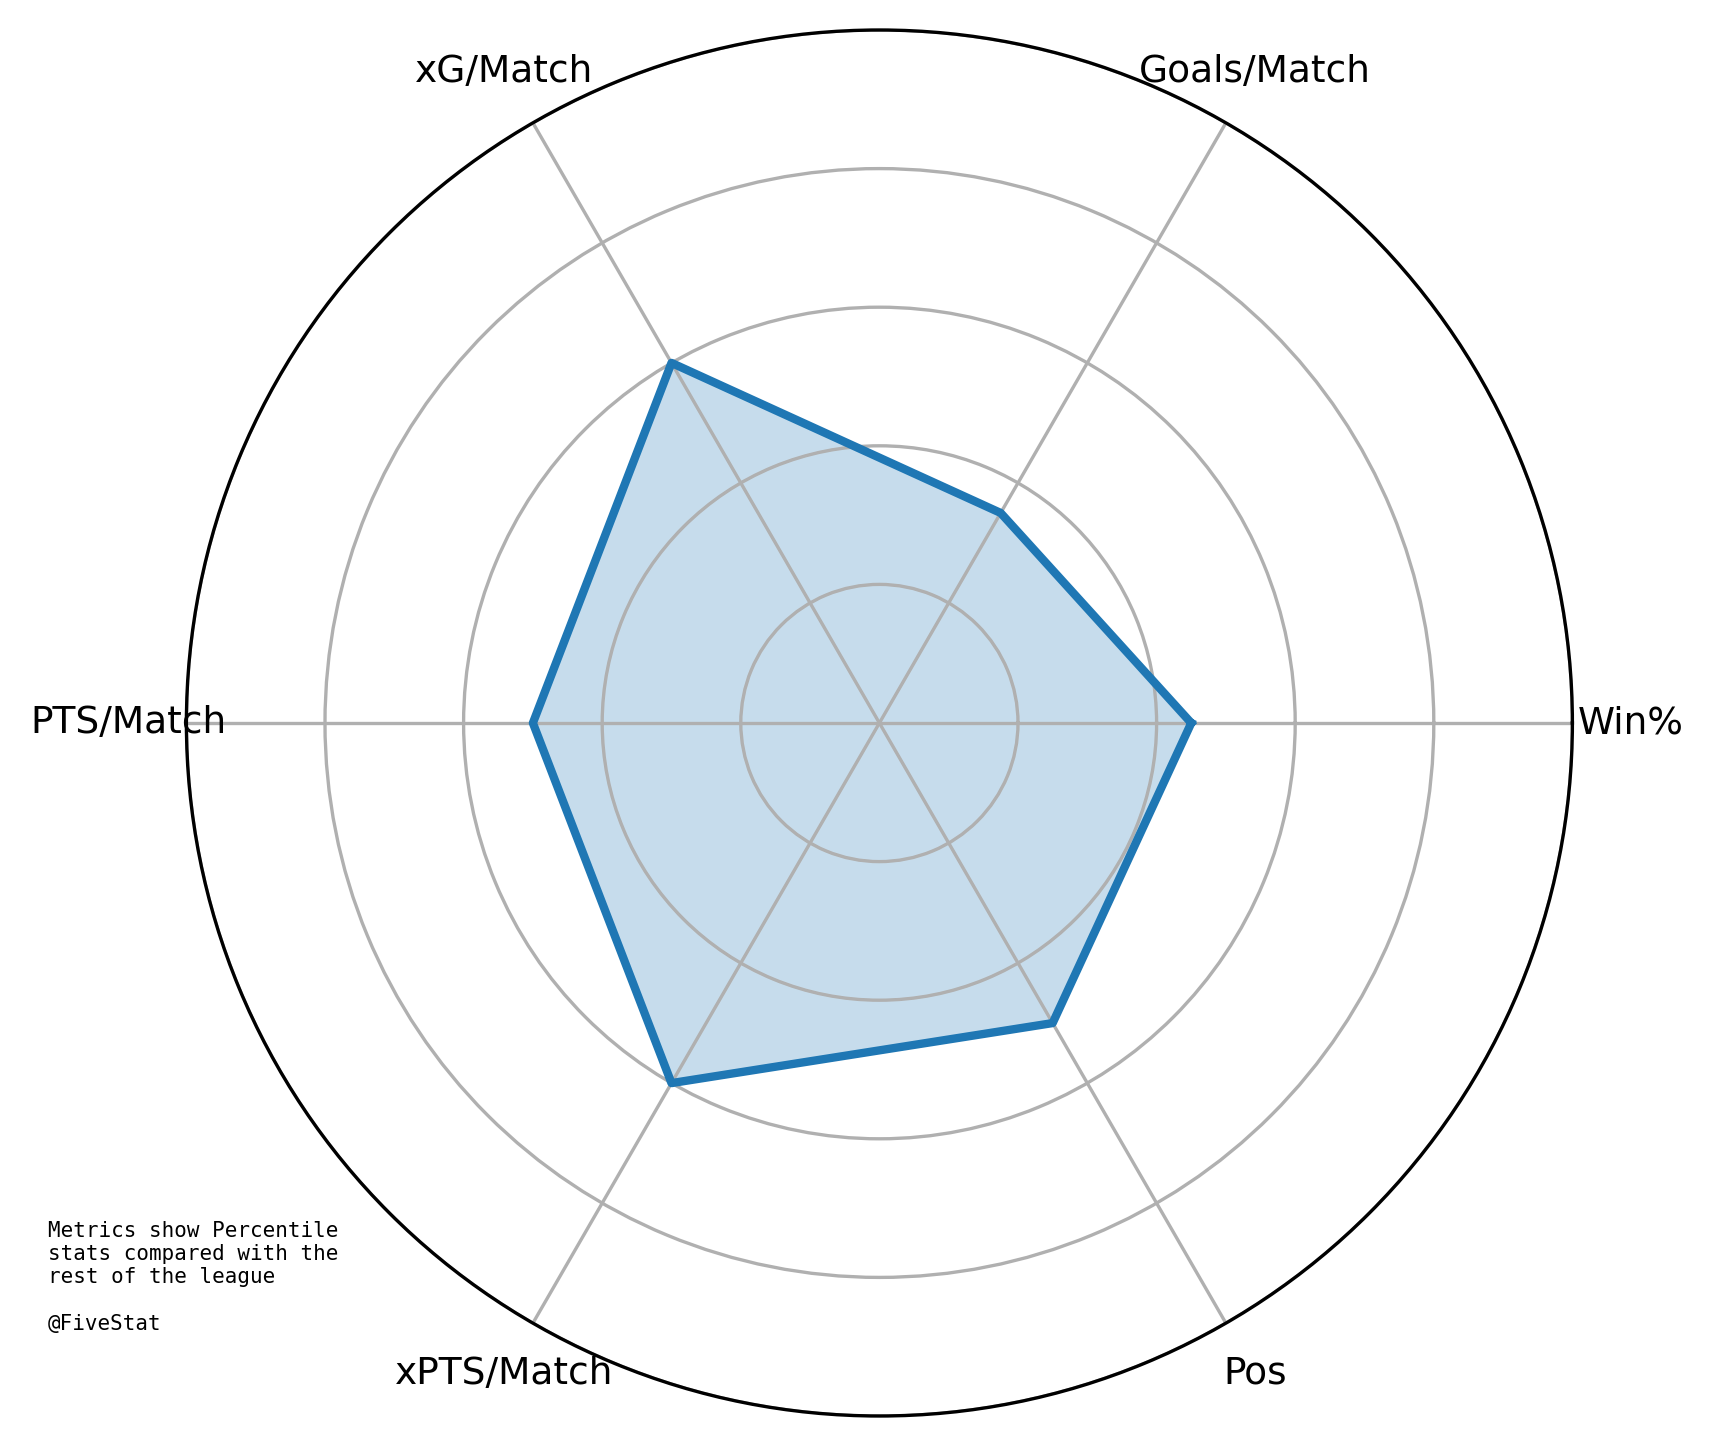 xG/Match
Goals/Match
PTS/Match
Win%
Metrics show Percentile
stats compared with the
rest of the league
@FiveStat
xPTS/Match
Pos